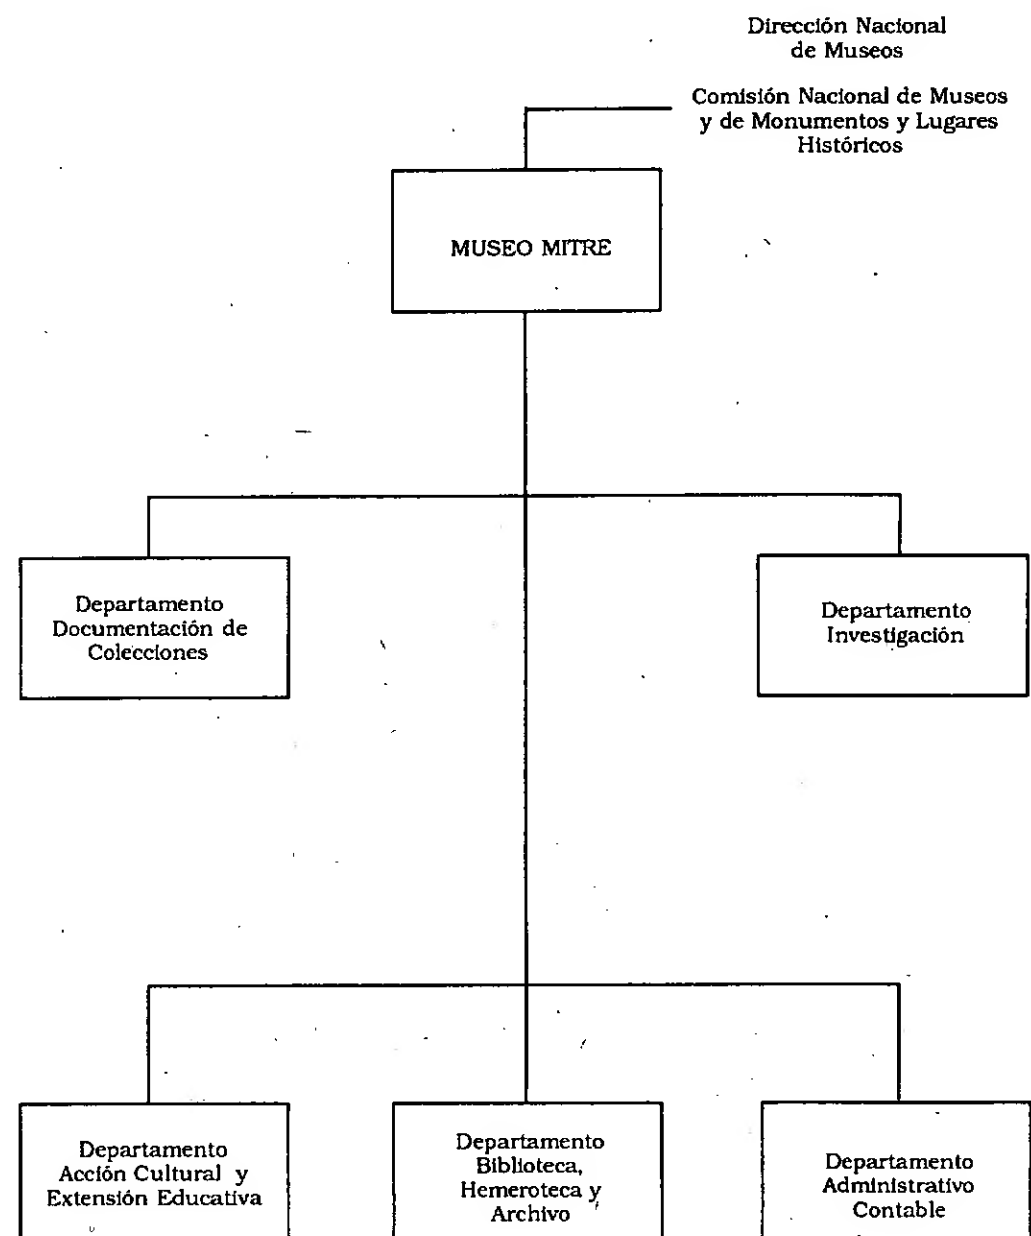 Dirección Nacional
de Museos
Comisión Nacional de Museos
y de Monumentos y Lugares
Históricos
MUSEO MITRE
Departamento
Documentación de
Colecciones
Departamento
Investigación
Departamento
Acción Cultural y
Extensión Educativa
Departamento
Biblioteca,
Hemeroteca y
Archivo
Departamento
Administrativo
Contable